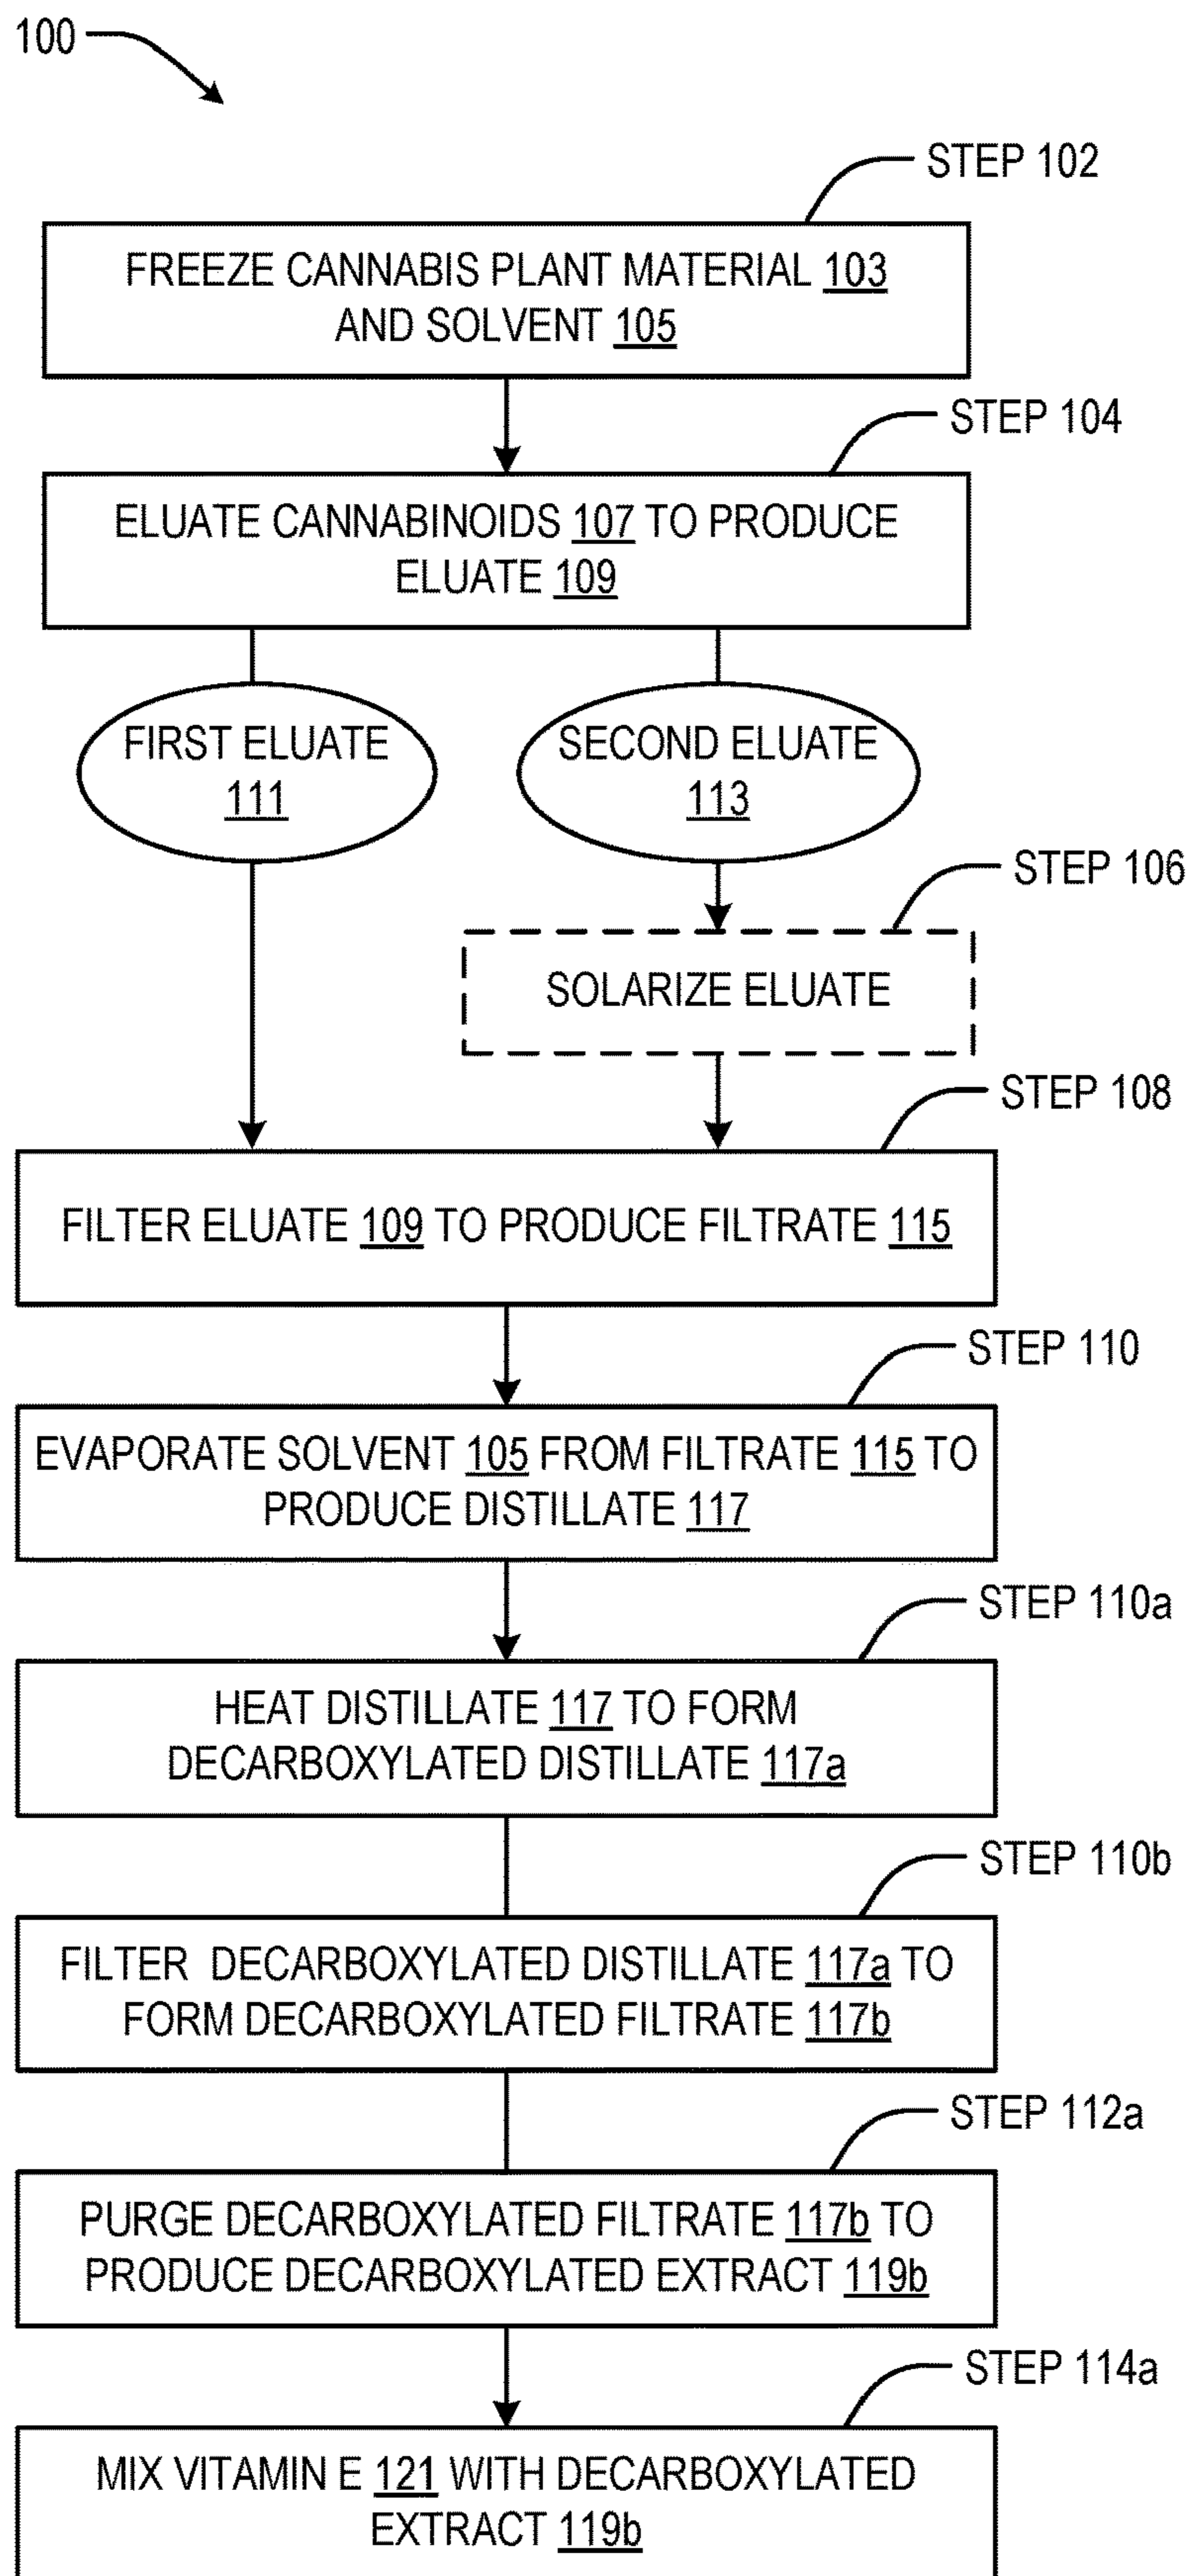 100
STEP 102
FREEZE CANNABIS PLANT MATERIAL 103
AND SOLVENT 105
STEP 104
ELUATE CANNABINOIDS 107 TO PRODUCE
ELUATE 109
FIRST ELUATE
111
SECOND ELUATE
113
STEP 106
SOLARIZE ELUATE
STEP 108
FILTER ELUATE 109 TO PRODUCE FILTRATE 115
STEP 110
EVAPORATE SOLVENT 105 FROM FILTRATE 115 TO
PRODUCE DISTILLATE 117
STEP 110a
HEAT DISTILLATE 117 TO FORM
DECARBOXYLATED DISTILLATE 117a
STEP 110b
FILTER DECARBOXYLATED DISTILLATE 117a TO
FORM DECARBOXYLATED FILTRATE 117b
STEP 112a
PURGE DECARBOXYLATED FILTRATE 117b TO
PRODUCE DECARBOXYLATED EXTRACT 119b
STEP 114a
MIX VITAMIN E 121 WITH DECARBOXYLATED
EXTRACT 119b